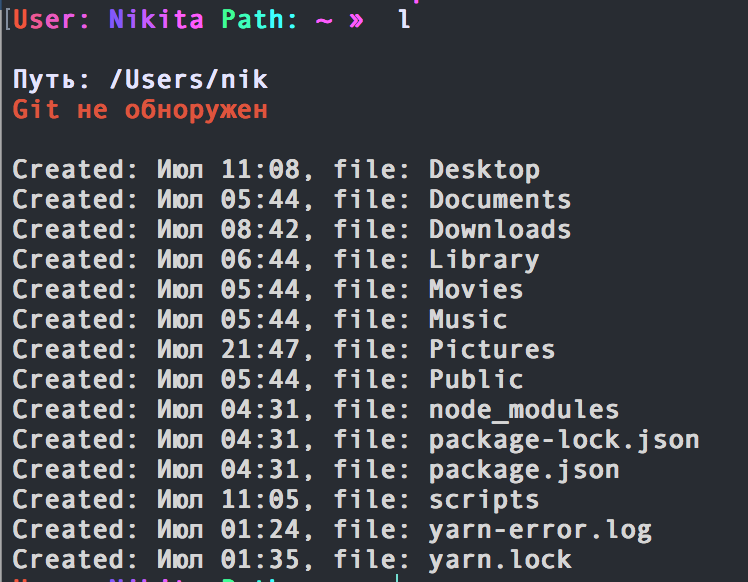 [User: Nikita Path: ~ » l
Путь: /Users/nik
Git не обноружен
Created: Июл 11:08, file: Desktop
Created: Июл 05:44, file: Documents
Created: Июл 08:42, file: Downloads
Created: Июл 06:44, file: Library
Created: Июл 05:44, file: Movies
Created: Июл 05:44, file: Music
Created: Июл 21:47, file: Pictures
Created: Июл 05:44, file: Public
Created: Июл 04:31, file: node_modules
Created: Июл 04:31, file: package-lock.json
Created: Июл 04:31, file: package.json
Created: Июл 11:05, file: scripts
Created: Июл 01:24, file: yarn-error.log
Created: Июл 01:35, file: yarn.lock